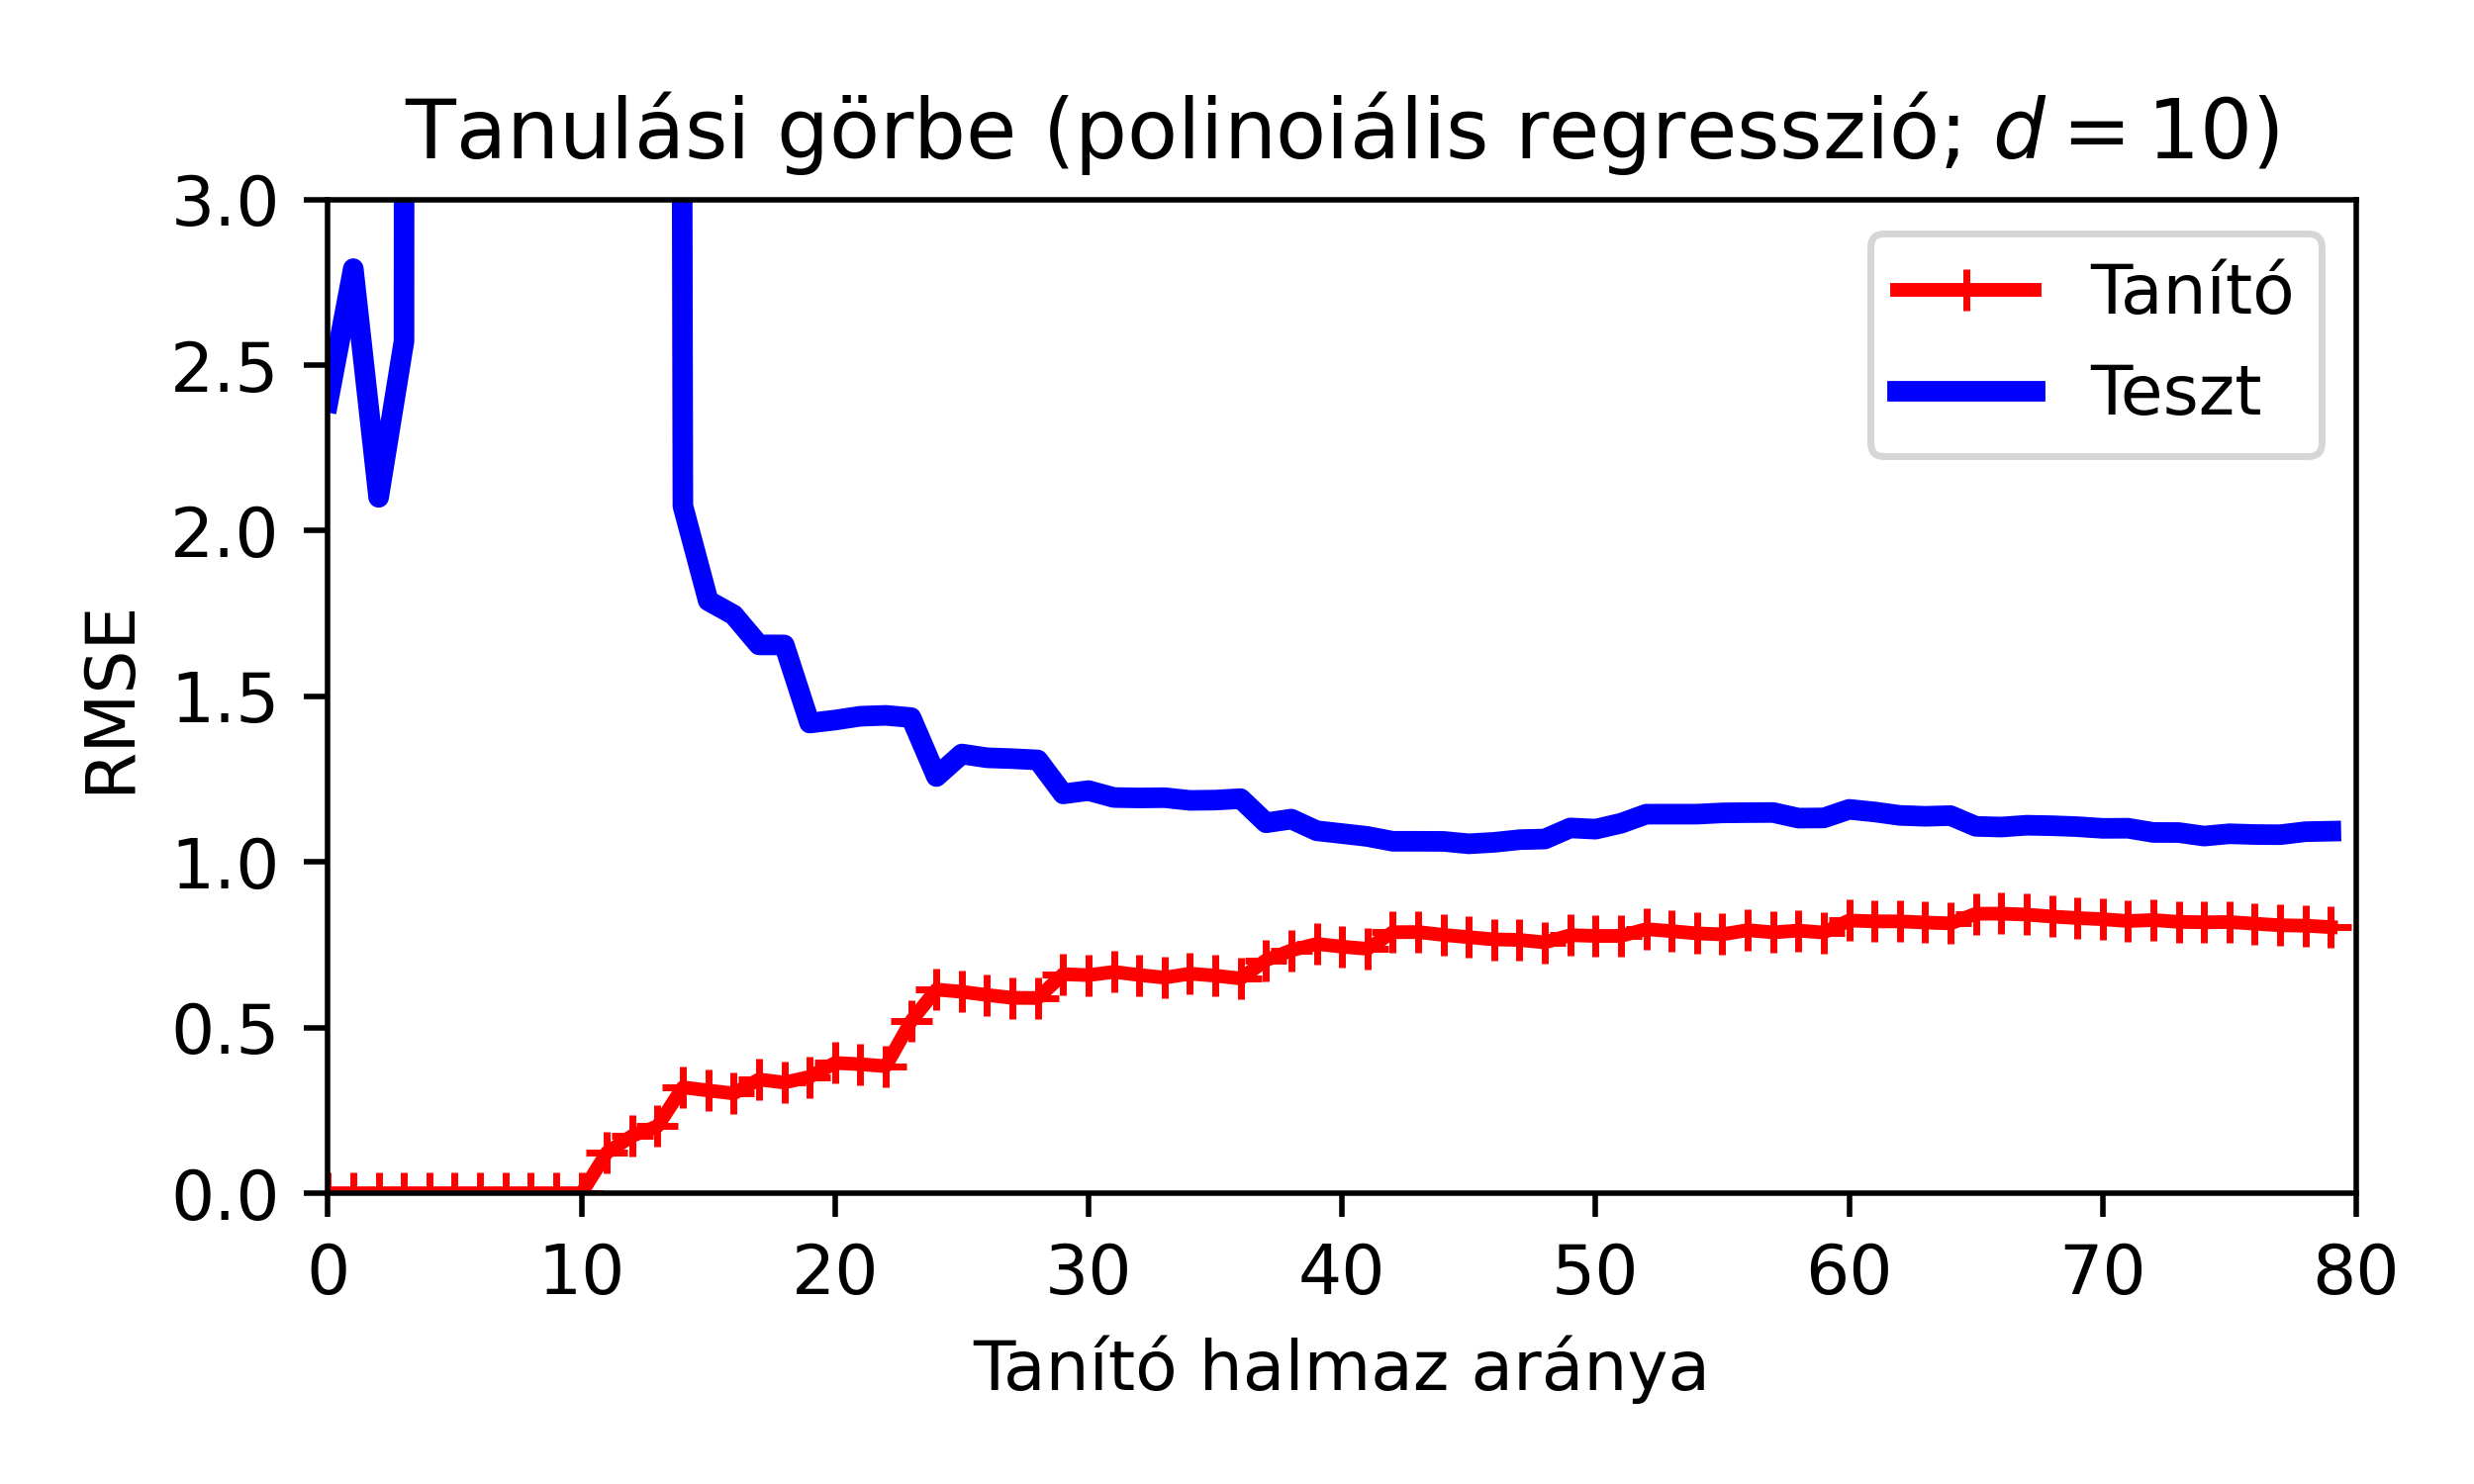 Tanulási görbe (polinoiális regresszió; d = 10)
3.0
2.5
2.0
1.5
1.0
0.5
0.0
RMSE
Tanító
Teszt
0 10 20 30 40 50 60 70 80
Tanító halmaz aránya